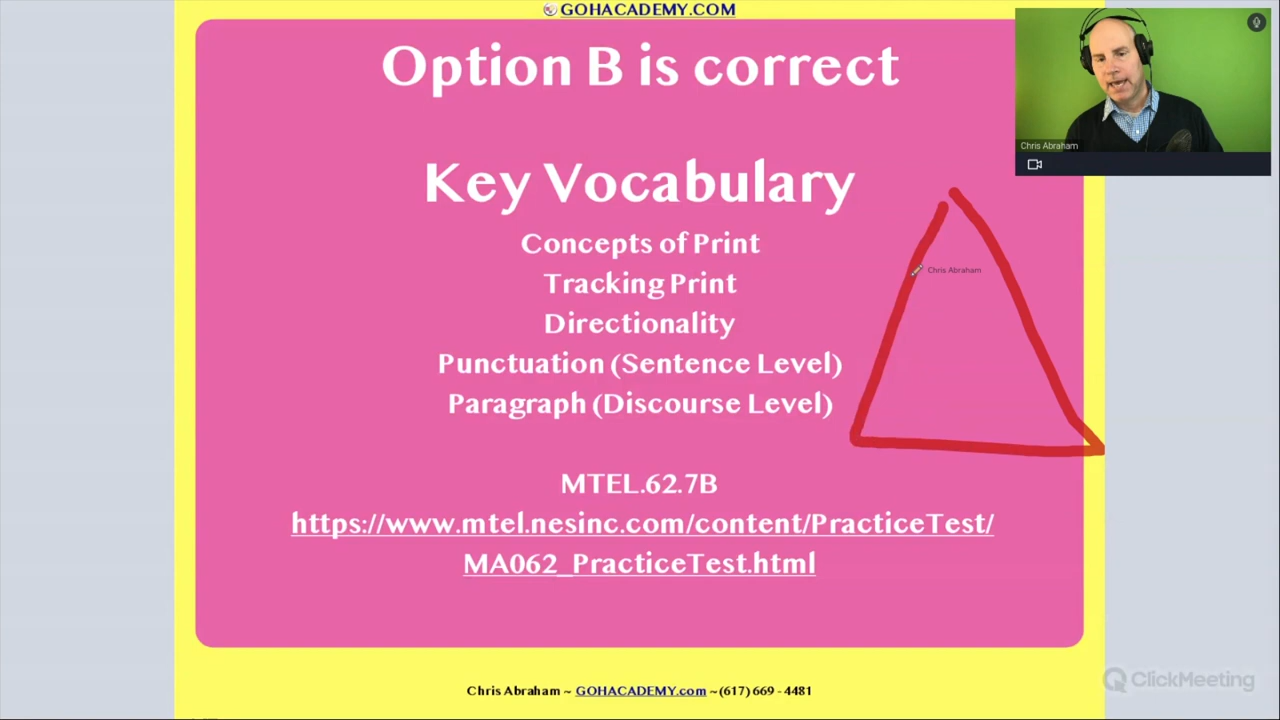 GOHACADEMY.COM
Option B is correct
Chris Abraham
Key Vocabulary
Concepts of Print
Chris Abraham
Tracking Print
Directionality
Punctuation (Sentence Level)
Paragraph (Discourse Level)
MTEL.62.7B
https://www.mtel.nesinc.com/content/PracticeTest/
MA062_PracticeTest.html
ClickMeeting
Chris Abraham ~ GOHACADEMY.com ~(617) 669 - 4481